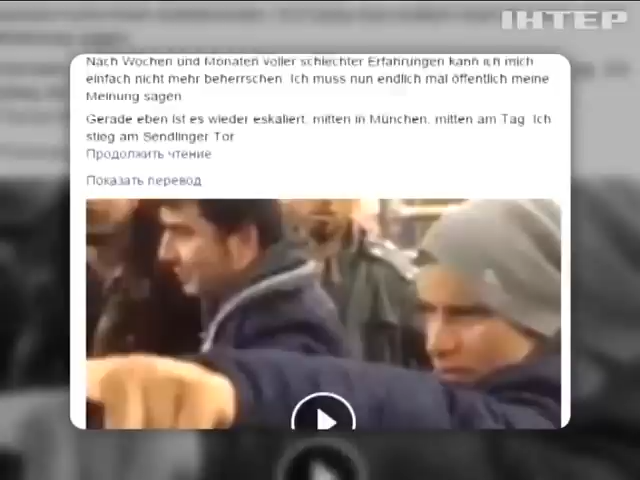 ІНТЕР
Nach Wochen und Monaten voller schlechter Erfahrungen kann ich mich
einfach nicht mehr beherrschen. Ich muss nun endlich mal öffentlich meine
Meinung sagen
Gerade eben ist es wieder eskaliert, mitten in München, mitten am Tag. Ich
stieg am Sendlinger Tor
Продолжить чтение
Показать перевод